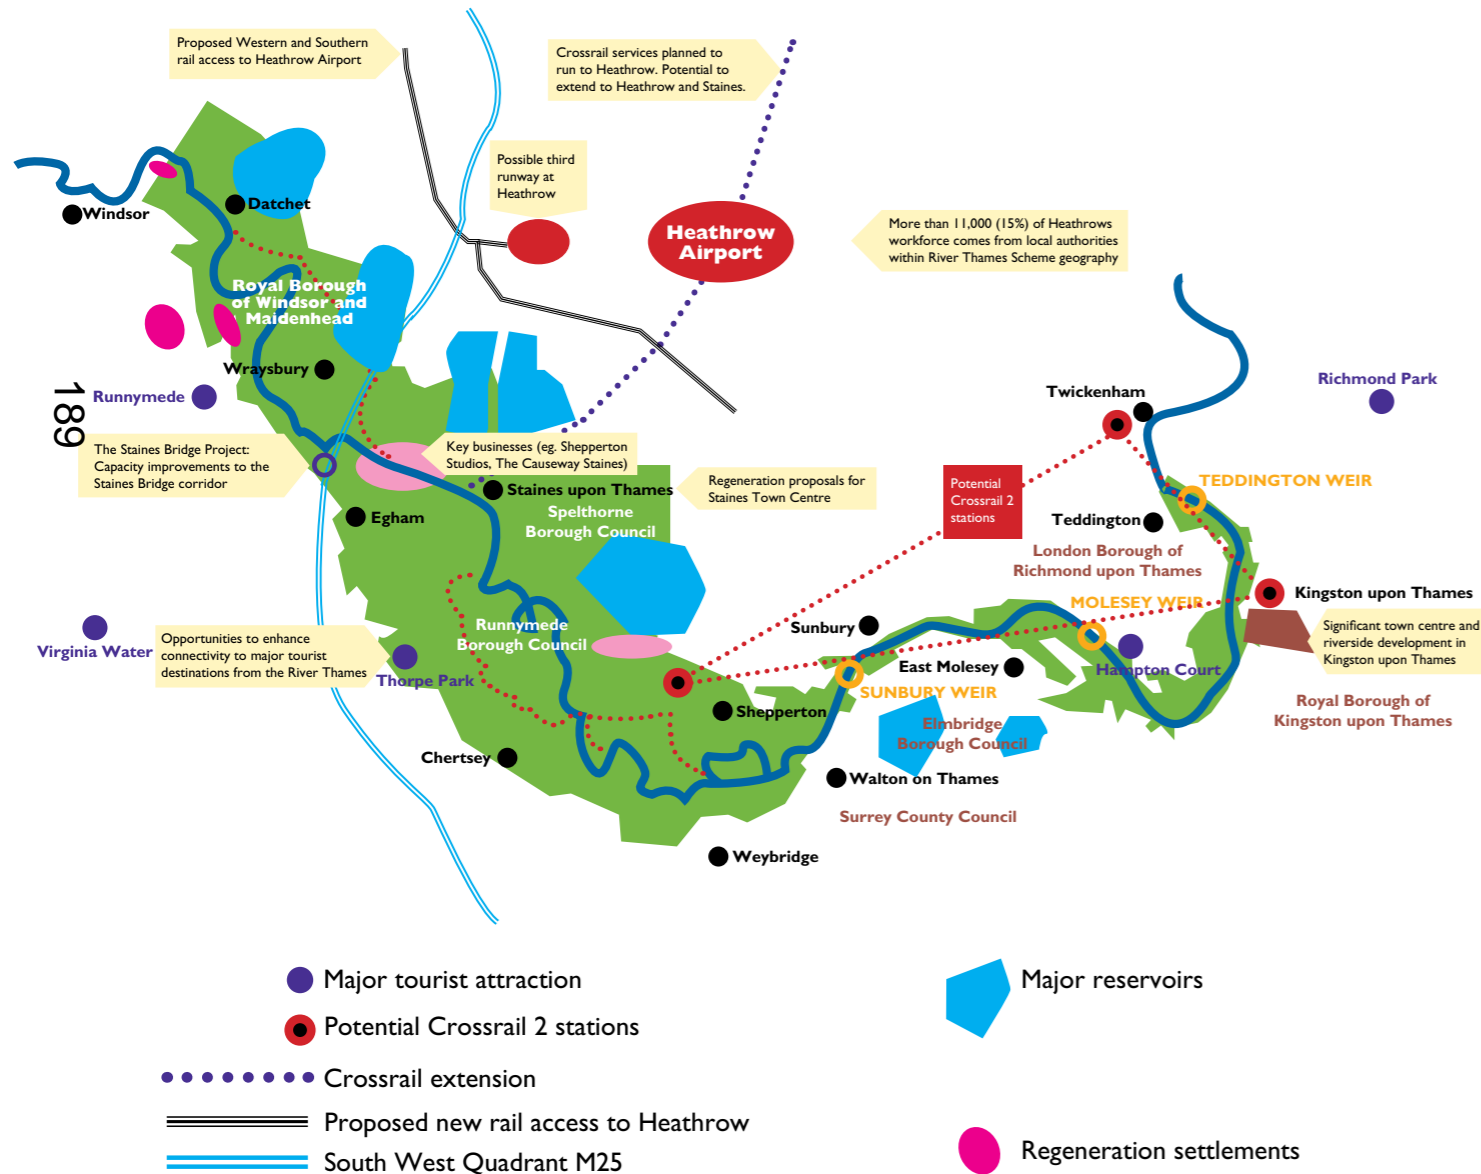 Proposed Western and Southern
rail access to Heathrow Airport
Crossrail services planned to
run to Heathrow. Potential to
extend to Heathrow and Staines.
Possible third
runway at
Heathrow
Heathrow
Airport
More than 11,000 (15%) of Heathrows
workforce comes from local authorities
within River Thames Scheme geography
Windsor
Datchet
Royal Borough
of Windsor and
Maidenhead
Wraysbury
Runnymede
189
The Staines Bridge Project:
Capacity improvements to the
Staines Bridge corridor
Key businesses (eg. Shepperton
Studios, The Causeway Staines)
Regeneration proposals for
Staines Town Centre
Staines upon Thames
Spelthorne
Borough Council
Egham
Twickenham
Richmond Park
TEDDINGTON WEIR
Potential
Crossrail 2
stations
Teddington
London Borough of
Richmond upon Thames
MOLESEY WEIR
Kingston upon Thames
Significant town centre and
riverside development in
Kingston upon Thames
Virginia Water
Opportunities to enhance
connectivity to major tourist
destinations from the River Thames
Thorpe Park
Runnymede
Borough Council
Sunbury
East Molesey
Hampton Court
SUNBURY WEIR
Shepperton
Elmbridge
Borough Council
Royal Borough of
Kingston upon Thames
Chertsey
Walton on Thames
Surrey County Council
Weybridge
Major tourist attraction
Potential Crossrail 2 stations
Crossrail extension
Proposed new rail access to Heathrow
South West Quadrant M25
Major reservoirs
Regeneration settlements